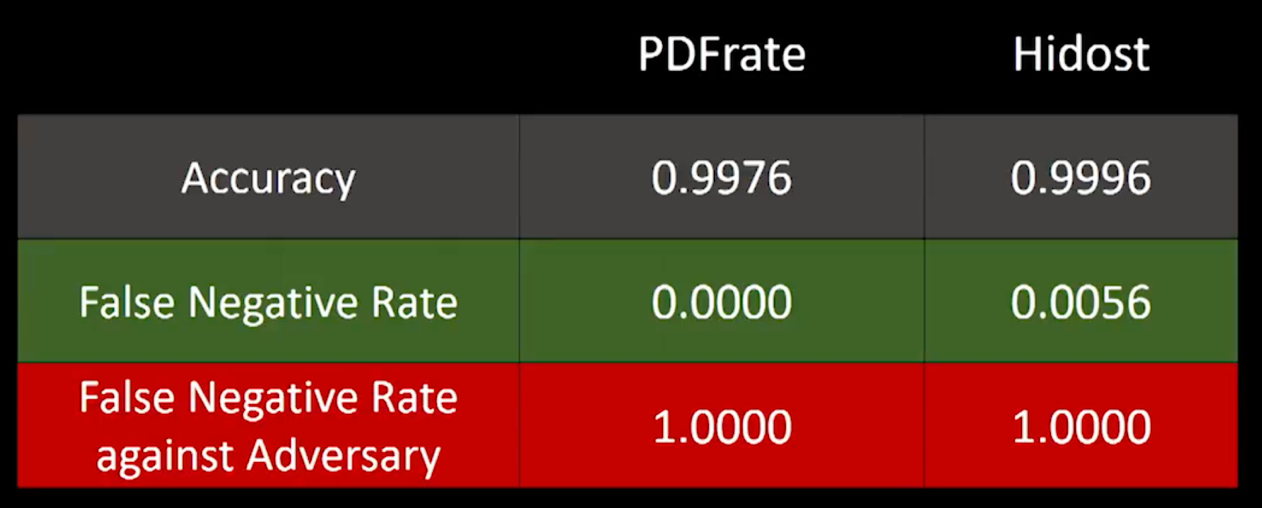 PDFrate Hidost
Accuracy 0.9976 0.9996
False Negative Rate 0.0000 0.0056
False Negative Rate
against Adversary 1.0000 1.0000